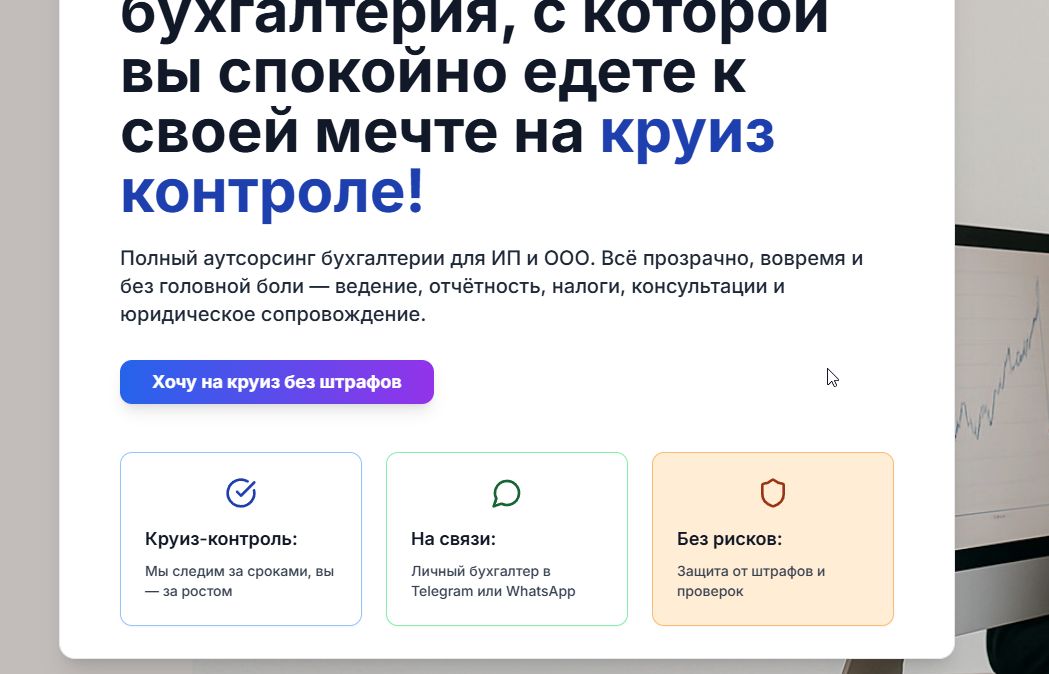 бухгалтерия, с которой
вы спокойно едете к
своей мечте на круиз
контроле!
Полный аутсорсинг бухгалтерии для ИП и ООО. Всё прозрачно, вовремя и
без головной боли — ведение, отчётность, налоги, консультации и
юридическое сопровождение.
Хочу на круиз без штрафов
Круиз-контроль:
Мы следим за сроками, вы
— за ростом
На связи:
Личный бухгалтер в
Telegram или WhatsApp
Без рисков:
Защита от штрафов и
проверок